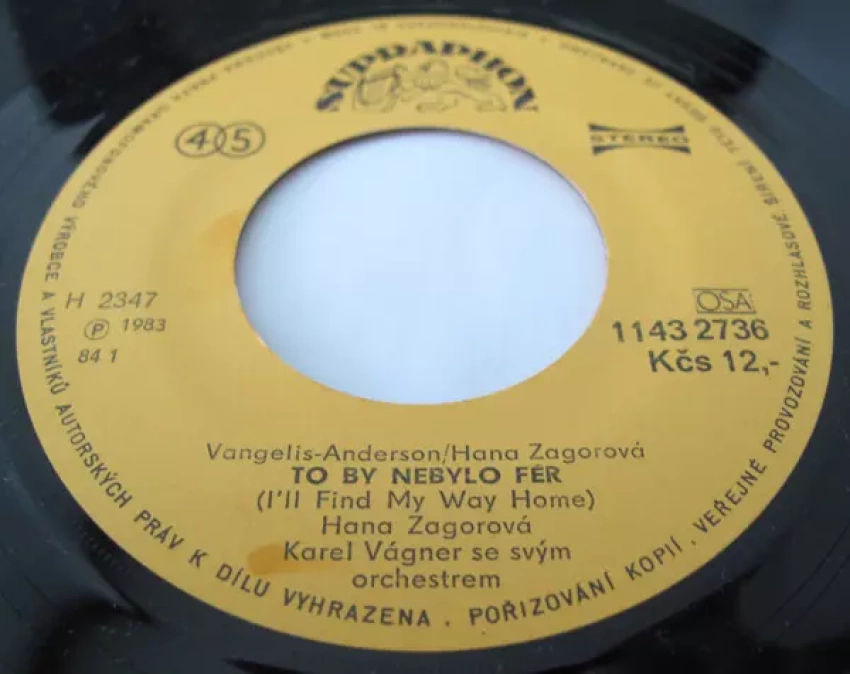 SUPRAPHON
45
STEREO
H 2347
Ⓟ 1983
84 1
OSA
1143 2736
Kčs 12,-
Vangelis-Anderson/Hana Zagorová
TO BY NEBYLO FÉR
(I'll Find My Way Home)
Hana Zagorová
Karel Vágner se svým
orchestrem
VÝROBCE A VLASTNÍKŮ AUTORSKÝCH PRÁV K DÍLU VYHRAZENA. POŘIZOVÁNÍ KOPIÍ, VEŘEJNÉ PROVOZOVÁNÍ A ROZHLASOVÉ ŠÍŘENÍ